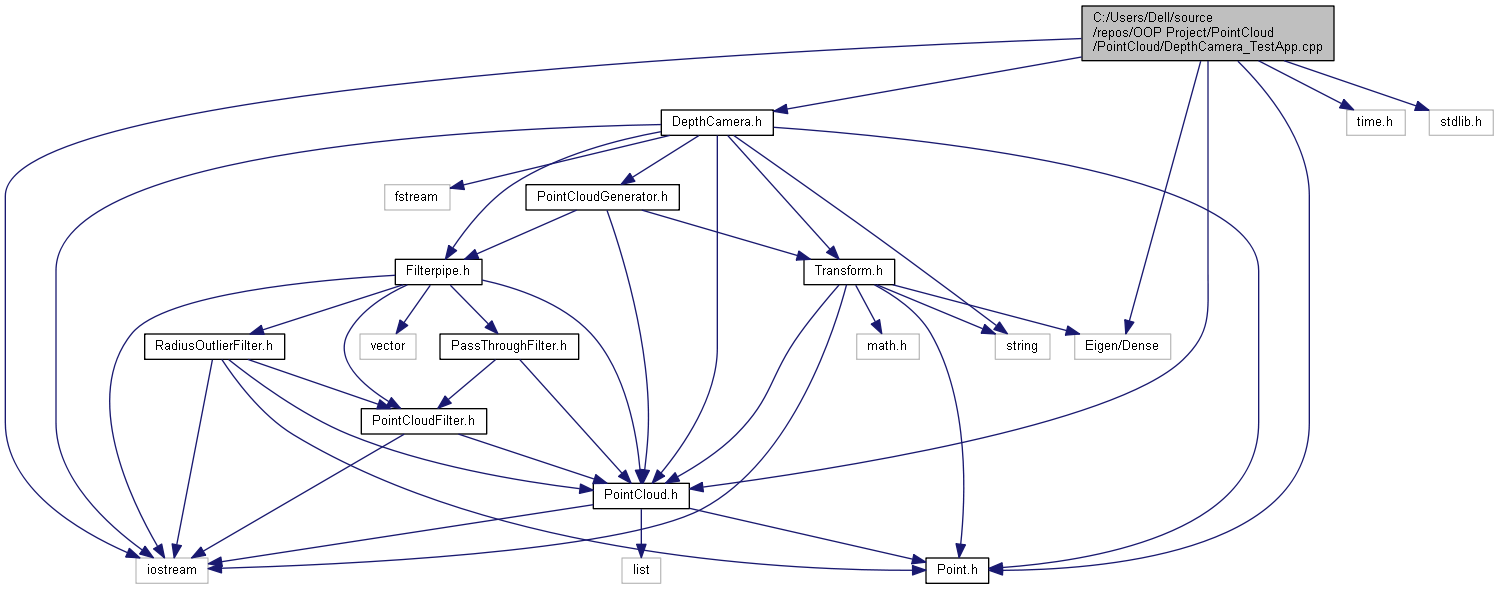 C:/Users/Dell/source
/repos/OOP Project/PointCloud
/PointCloud/DepthCamera_TestApp.cpp
DepthCamera.h
time.h
stdlib.h
fstream
PointCloudGenerator.h
Filterpipe.h
Transform.h
RadiusOutlierFilter.h
vector
PassThroughFilter.h
math.h
string
Eigen/Dense
PointCloudFilter.h
PointCloud.h
iostream
list
Point.h